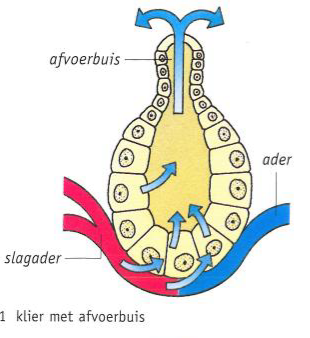 afvoerbuis
ader
slagader
1 klier met afvoerbuis